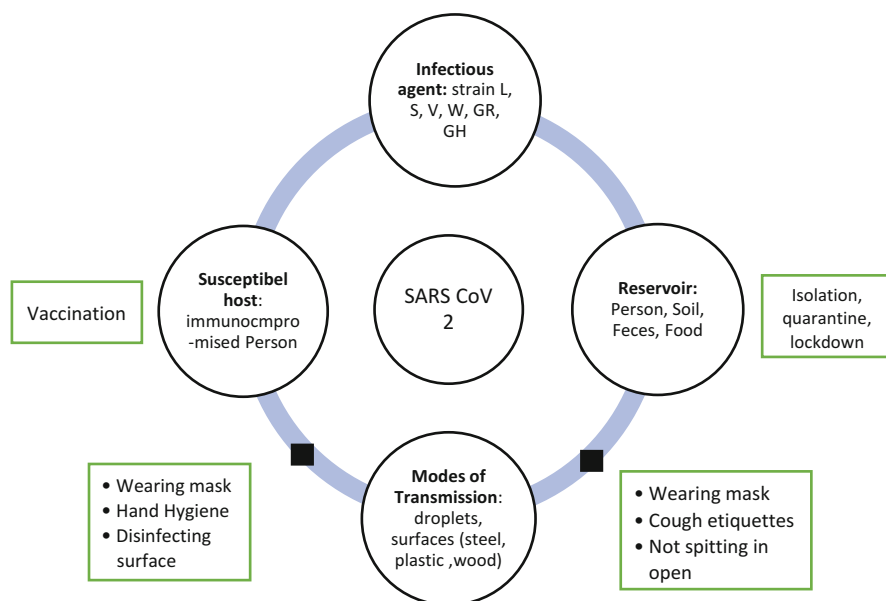 Infectious
agent: strain L,
S, V, W, GR,
GH
Susceptibel
host:
immunocmpro
-mised Person
SARS CoV
2
Reservoir:
Person, Soil,
Feces, Food
Vaccination
Isolation,
quarantine,
lockdown
Modes of
Transmission:
droplets,
surfaces (steel,
plastic ,wood)
• Wearing mask
• Hand Hygiene
• Disinfecting
surface
• Wearing mask
• Cough etiquettes
• Not spitting in
open